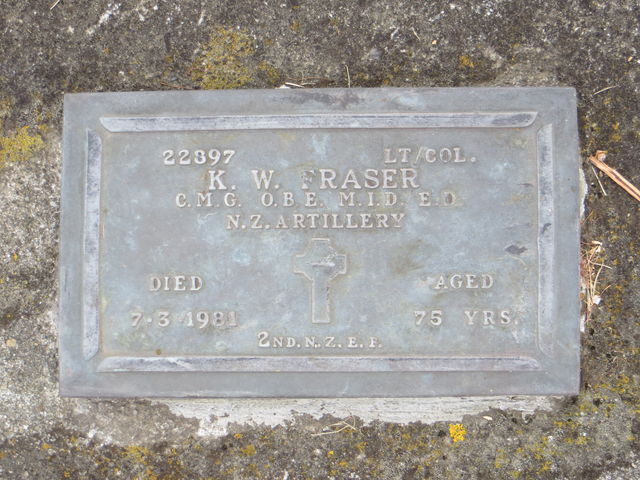 22897 LT/COL.
K. W. FRASER
C.M.G. O.B.E. M.I.D. E.D.
N.Z. ARTILLERY
DIED AGED
7-3 1981 75 YRS.
2ND. N. Z. E. F.